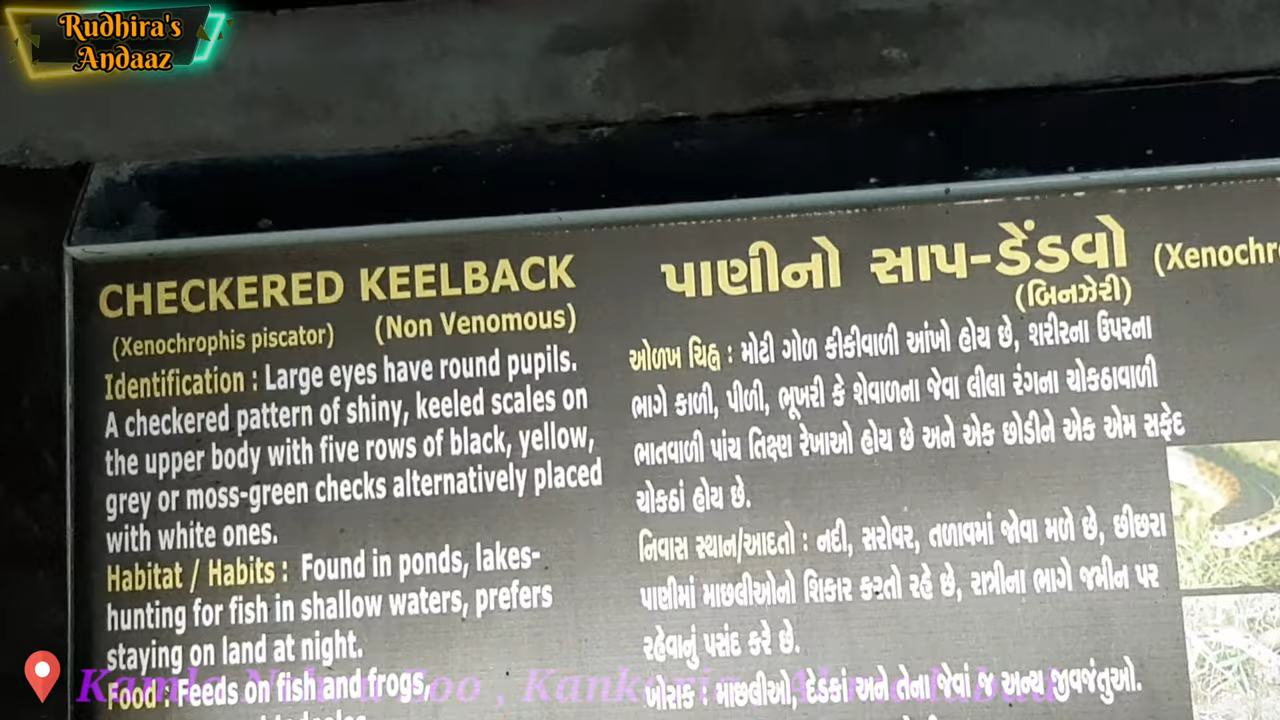 Rudhira's
Andaaz
CHECKERED KEELBACK
(Xenochrophis piscator) (Non Venomous)
Identification : Large eyes have round pupils.
A checkered pattern of shiny, keeled scales on
the upper body with five rows of black, yellow,
grey or moss-green checks alternatively placed
with white ones.
Habitat / Habits : Found in ponds, lakes-
hunting for fish in shallow waters, prefers
staying on land at night.
Food : Feeds on fish and frogs,
પાણીનો સાપ-ડેંડવો (Xenochr
(બિનઝેરી)
ઓળખ ચિહ્ન : મોટી ગોળ કીકીવાળી આંખો હોય છે, શરીરના ઉપરના
ભાગે કાળી, પીળી, ભૂખરી કે શેવાળના જેવા લીલા રંગના ચોકઠાવાળી
ભાતવાળી પાંચ તિક્ષ્ણ રેખાઓ હોય છે અને એક છોડીને એક એમ સફેદ
ચોકઠાં હોય છે.
નિવાસ સ્થાન/આદતો : નદી, સરોવર, તળાવમાં જોવા મળે છે, છીછરા
પાણીમાં માછલીઓનો શિકાર કરતો રહે છે, રાત્રીના ભાગે જમીન પર
રહેવાનું પસંદ કરે છે.
ખોરાક : માછલીઓ, દેડકાં અને તેના જેવાં જ અન્ય જીવજંતુઓ.